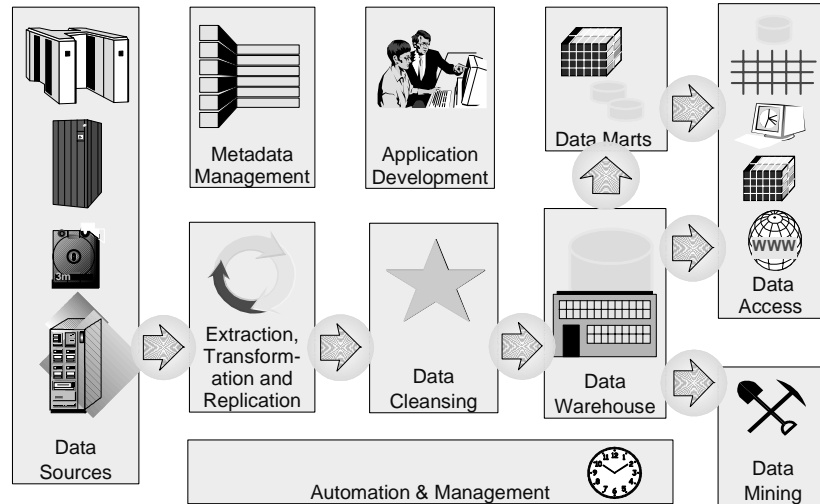 Metadata
Management
Application
Development
Data Marts
WWW
Data
Access
3m
Extraction,
Transform-
ation and
Replication
Data
Cleansing
Data
Warehouse
Data
Sources
Automation & Management
Data
Mining